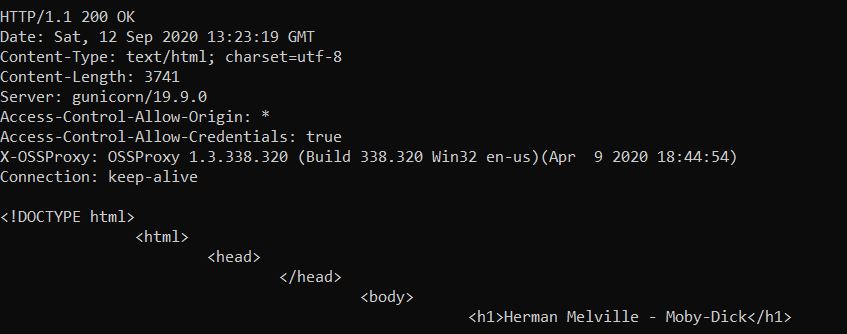 HTTP/1.1 200 OK
Date: Sat, 12 Sep 2020 13:23:19 GMT
Content-Type: text/html; charset=utf-8
Content-Length: 3741
Server: gunicorn/19.9.0
Access-Control-Allow-Origin: *
Access-Control-Allow-Credentials: true
X-OSSProxy: OSSProxy 1.3.338.320 (Build 338.320 Win32 en-us)(Apr  9 2020 18:44:54)
Connection: keep-alive

<!DOCTYPE html>
<html>
<head>
</head>
<body>
<h1>Herman Melville - Moby-Dick</h1>